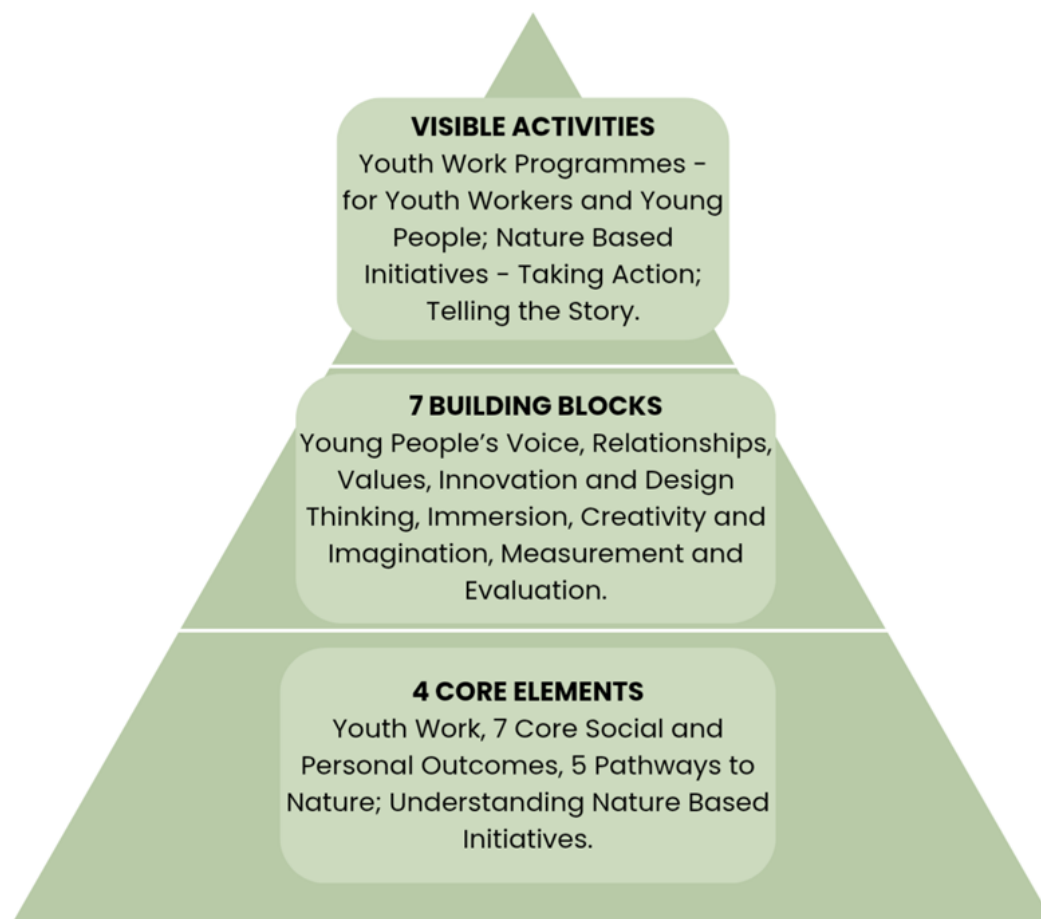 VISIBLE ACTIVITIES
Youth Work Programmes -
for Youth Workers and Young
People; Nature Based
Initiatives - Taking Action;
Telling the Story.
7 BUILDING BLOCKS
Young People’s Voice, Relationships,
Values, Innovation and Design
Thinking, Immersion, Creativity and
Imagination, Measurement and
Evaluation.
4 CORE ELEMENTS
Youth Work, 7 Core Social and
Personal Outcomes, 5 Pathways to
Nature; Understanding Nature Based
Initiatives.